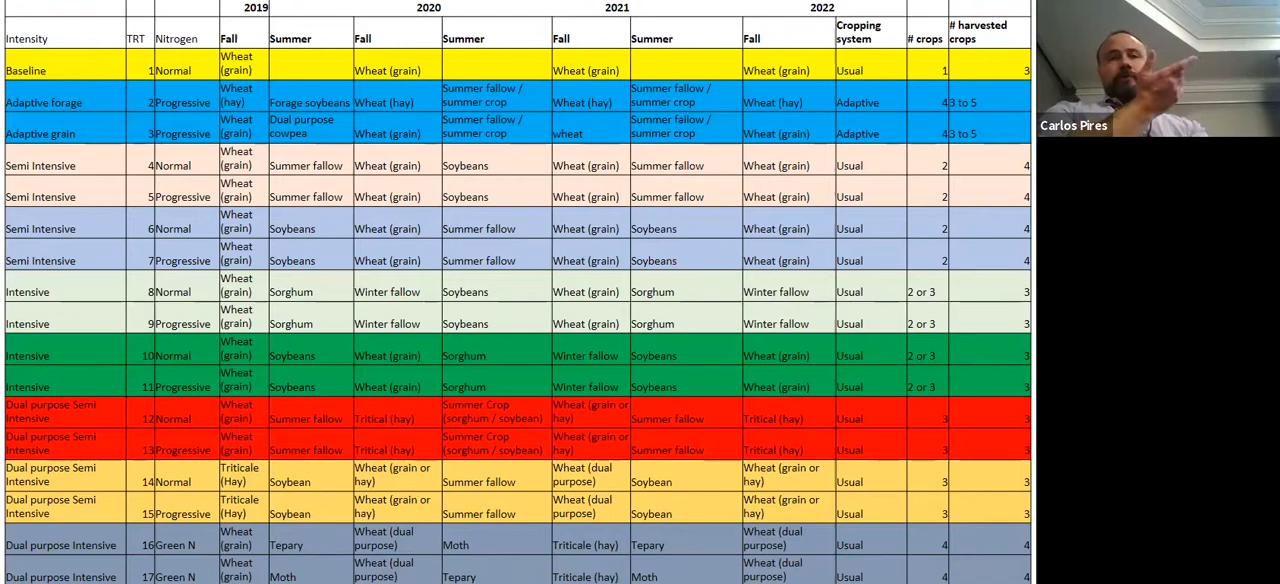 2019 2020 2021 2022
Intensity TRT Nitrogen Fall Summer Fall Summer Fall Summer Fall Cropping system # crops # harvested crops
Baseline 1 Normal Wheat (grain) Wheat (grain) Wheat (grain) Wheat (grain) Usual 1 3
Adaptive forage 2 Progressive Wheat (hay) Forage soybeans Wheat (hay) Summer fallow / summer crop Wheat (hay) Summer fallow / summer crop Wheat (hay) Adaptive 4 3 to 5
Adaptive grain 3 Progressive Wheat (grain) Dual purpose cowpea Wheat (grain) Summer fallow / summer crop wheat Summer fallow / summer crop Wheat (grain) Adaptive 4 3 to 5
Semi Intensive 4 Normal Wheat (grain) Summer fallow Wheat (grain) Soybeans Wheat (grain) Summer fallow Wheat (grain) Usual 2 4
Semi Intensive 5 Progressive Wheat (grain) Summer fallow Wheat (grain) Soybeans Wheat (grain) Summer fallow Wheat (grain) Usual 2 4
Semi Intensive 6 Normal Wheat (grain) Soybeans Wheat (grain) Summer fallow Wheat (grain) Soybeans Wheat (grain) Usual 2 4
Semi Intensive 7 Progressive Wheat (grain) Soybeans Wheat (grain) Summer fallow Wheat (grain) Soybeans Wheat (grain) Usual 2 4
Intensive 8 Normal Wheat (grain) Sorghum Winter fallow Soybeans Wheat (grain) Sorghum Winter fallow Usual 2 or 3 3
Intensive 9 Progressive Wheat (grain) Sorghum Winter fallow Soybeans Wheat (grain) Sorghum Winter fallow Usual 2 or 3 3
Intensive 10 Normal Wheat (grain) Soybeans Wheat (grain) Sorghum Winter fallow Soybeans Wheat (grain) Usual 2 or 3 3
Intensive 11 Progressive Wheat (grain) Soybeans Wheat (grain) Sorghum Winter fallow Soybeans Wheat (grain) Usual 2 or 3 3
Dual purpose Semi Intensive 12 Normal Wheat (grain) Summer fallow Tritical (hay) Summer Crop (sorghum / soybean) Wheat (grain or hay) Summer fallow Tritical (hay) Usual 3 3
Dual purpose Semi Intensive 13 Progressive Wheat (grain) Summer fallow Tritical (hay) Summer Crop (sorghum / soybean) Wheat (grain or hay) Summer fallow Tritical (hay) Usual 3 3
Dual purpose Semi Intensive 14 Normal Triticale (Hay) Soybean Wheat (grain or hay) Summer fallow Wheat (dual purpose) Soybean Wheat (grain or hay) Usual 3 3
Dual purpose Semi Intensive 15 Progressive Triticale (Hay) Soybean Wheat (grain or hay) Summer fallow Wheat (dual purpose) Soybean Wheat (grain or hay) Usual 3 3
Dual purpose Intensive 16 Green N Wheat (grain) Tepary Wheat (dual purpose) Moth Triticale (hay) Tepary Wheat (dual purpose) Usual 4 4
Dual purpose Intensive 17 Green N Wheat (grain) Moth Wheat (dual purpose) Tepary Triticale (hay) Moth Wheat (dual purpose) Usual 4 4
Carlos Pires